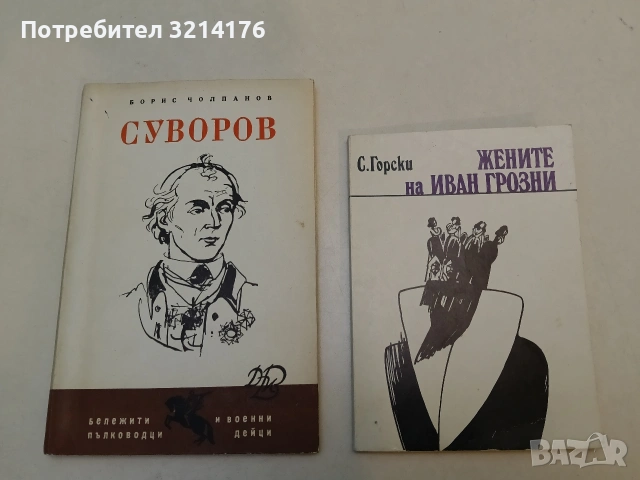 Потребител 3214176
БОРИС ЧОЛПАНОВ
СУВОРОВ
БЕЛЕЖИТИ И ВОЕННИ
ПЪЛКОВОДЦИ ДЕЙЦИ
С. Горски
ЖЕНИТЕ
на ИВАН ГРОЗНИ
BAZAR